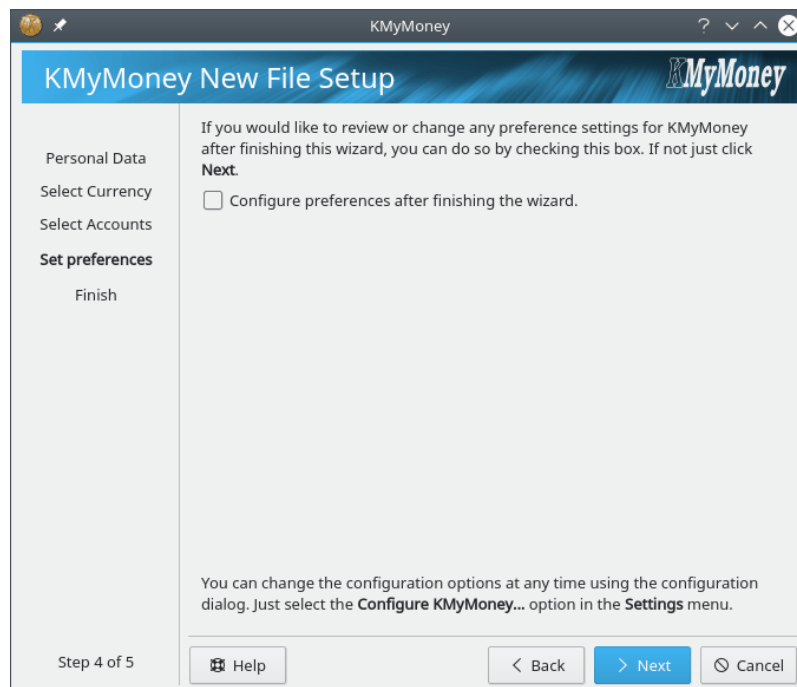 KMyMoney
KMyMoney New File Setup
KMyMoney
Personal Data
Select Currency
Select Accounts
Set preferences
Finish
If you would like to review or change any preference settings for KMyMoney
after finishing this wizard, you can do so by checking this box. If not just click
Next.
Configure preferences after finishing the wizard.
You can change the configuration options at any time using the configuration
dialog. Just select the Configure KMyMoney... option in the Settings menu.
Step 4 of 5
Help
Back
Next
Cancel